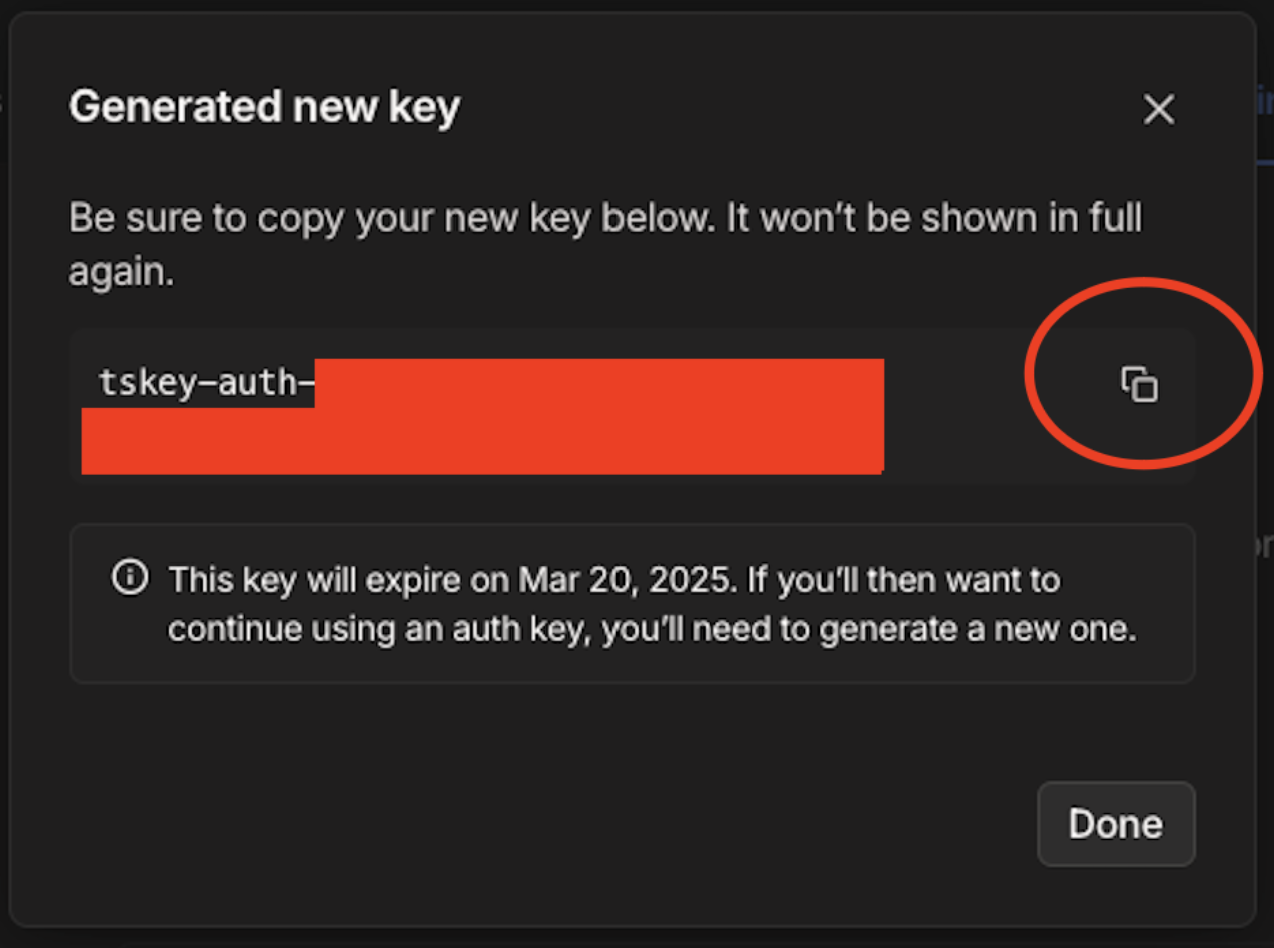 Generated new key
Be sure to copy your new key below. It won’t be shown in full
again.
tskey-auth-
This key will expire on Mar 20, 2025. If you’ll then want to
continue using an auth key, you’ll need to generate a new one.
Done